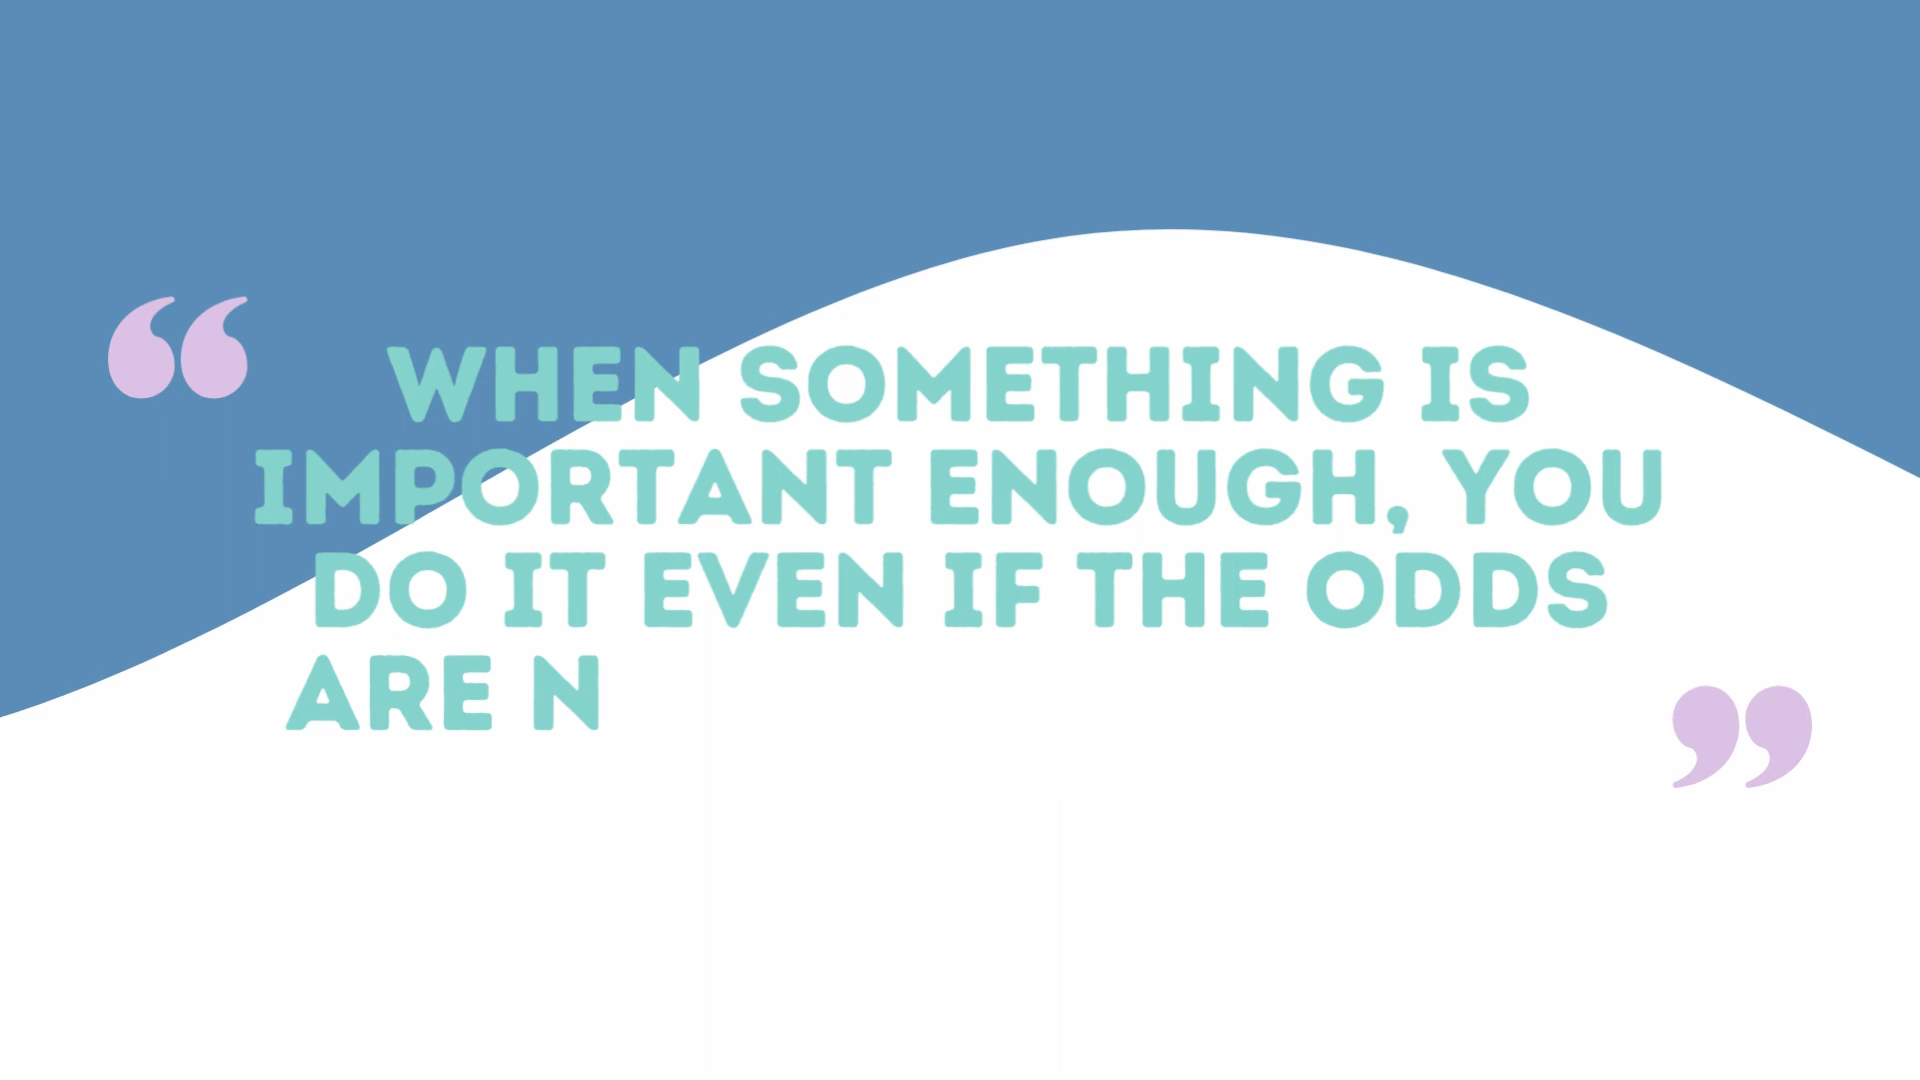 “ WHEN SOMETHING IS
IMPORTANT ENOUGH, YOU
DO IT EVEN IF THE ODDS
ARE N ”